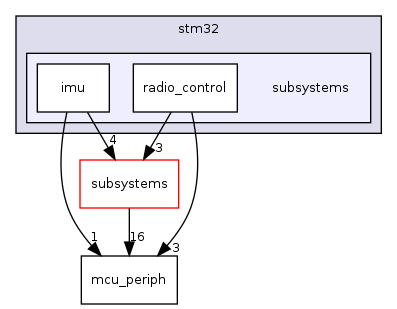 stm32
imu
radio_control
subsystems
4
3
subsystems
1
16
3
mcu_periph